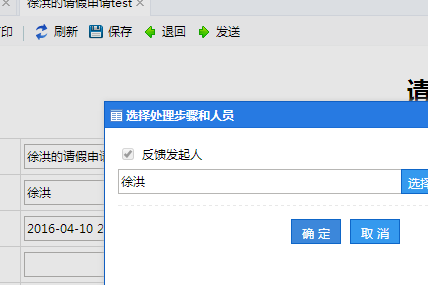 徐洪的请假申请test
印 刷新 保存 退回 发送
请
选择处理步骤和人员
反馈发起人
徐洪的请假申请
徐洪 选择
徐洪
2016-04-10 2
确 定 取 消